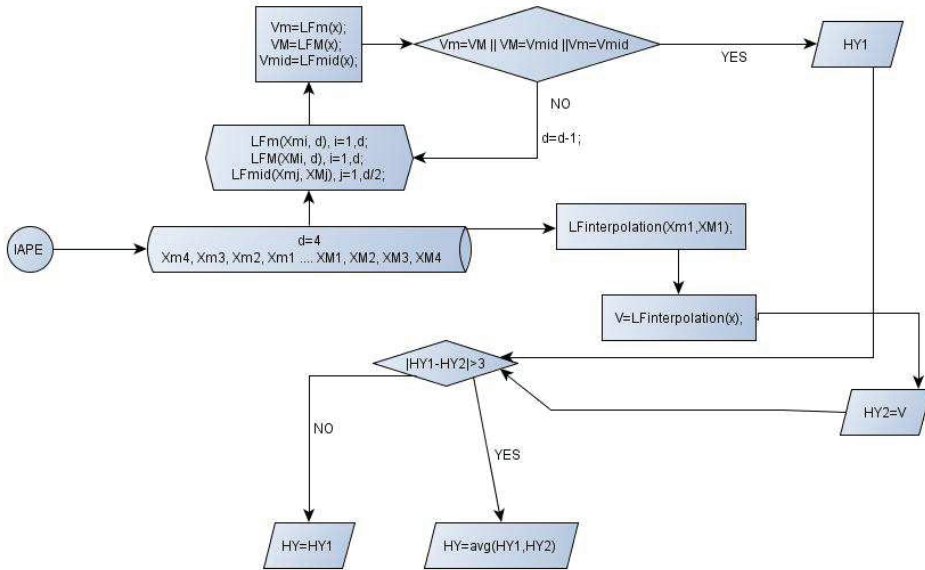 Vm=LFm(x);
VM=LFM(x);
Vmid=LFmid(x);
Vm=VM || VM=Vmid ||Vm=Vmid
YES
HY1
NO
d=d-1;
LFm(Xmi, d), i=1,d;
LFM(XMi, d), i=1,d;
LFmid(Xmj, XMj), j=1,d/2;
IAPE
d=4
Xm4, Xm3, Xm2, Xm1 .... XM1, XM2, XM3, XM4
LFinterpolation(Xm1,XM1);
V=LFinterpolation(x);
|HY1-HY2|>3
HY2=V
NO
YES
HY=HY1
HY=avg(HY1,HY2)